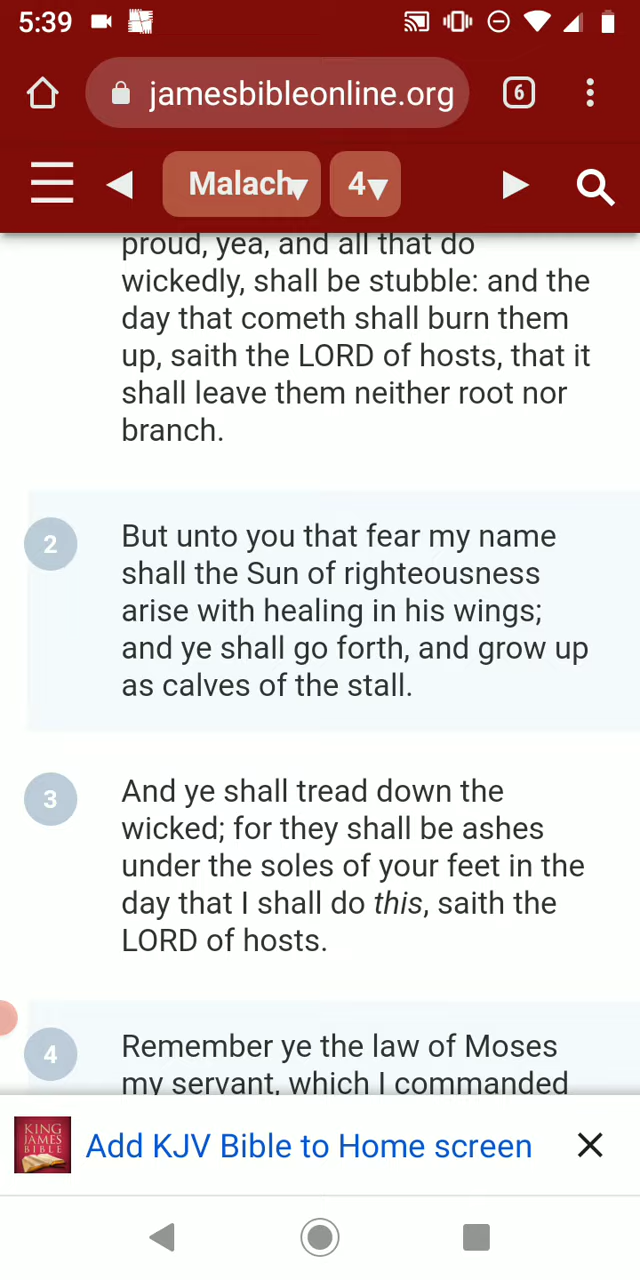 5:39
jamesbibleonline.org
6
Malach
4
proud, yea, and all that do
wickedly, shall be stubble: and the
day that cometh shall burn them
up, saith the LORD of hosts, that it
shall leave them neither root nor
branch.
2
But unto you that fear my name
shall the Sun of righteousness
arise with healing in his wings;
and ye shall go forth, and grow up
as calves of the stall.
3
And ye shall tread down the
wicked; for they shall be ashes
under the soles of your feet in the
day that I shall do this, saith the
LORD of hosts.
4
Remember ye the law of Moses
my servant, which I commanded
KING
JAMES
BIBLE
Add KJV Bible to Home screen